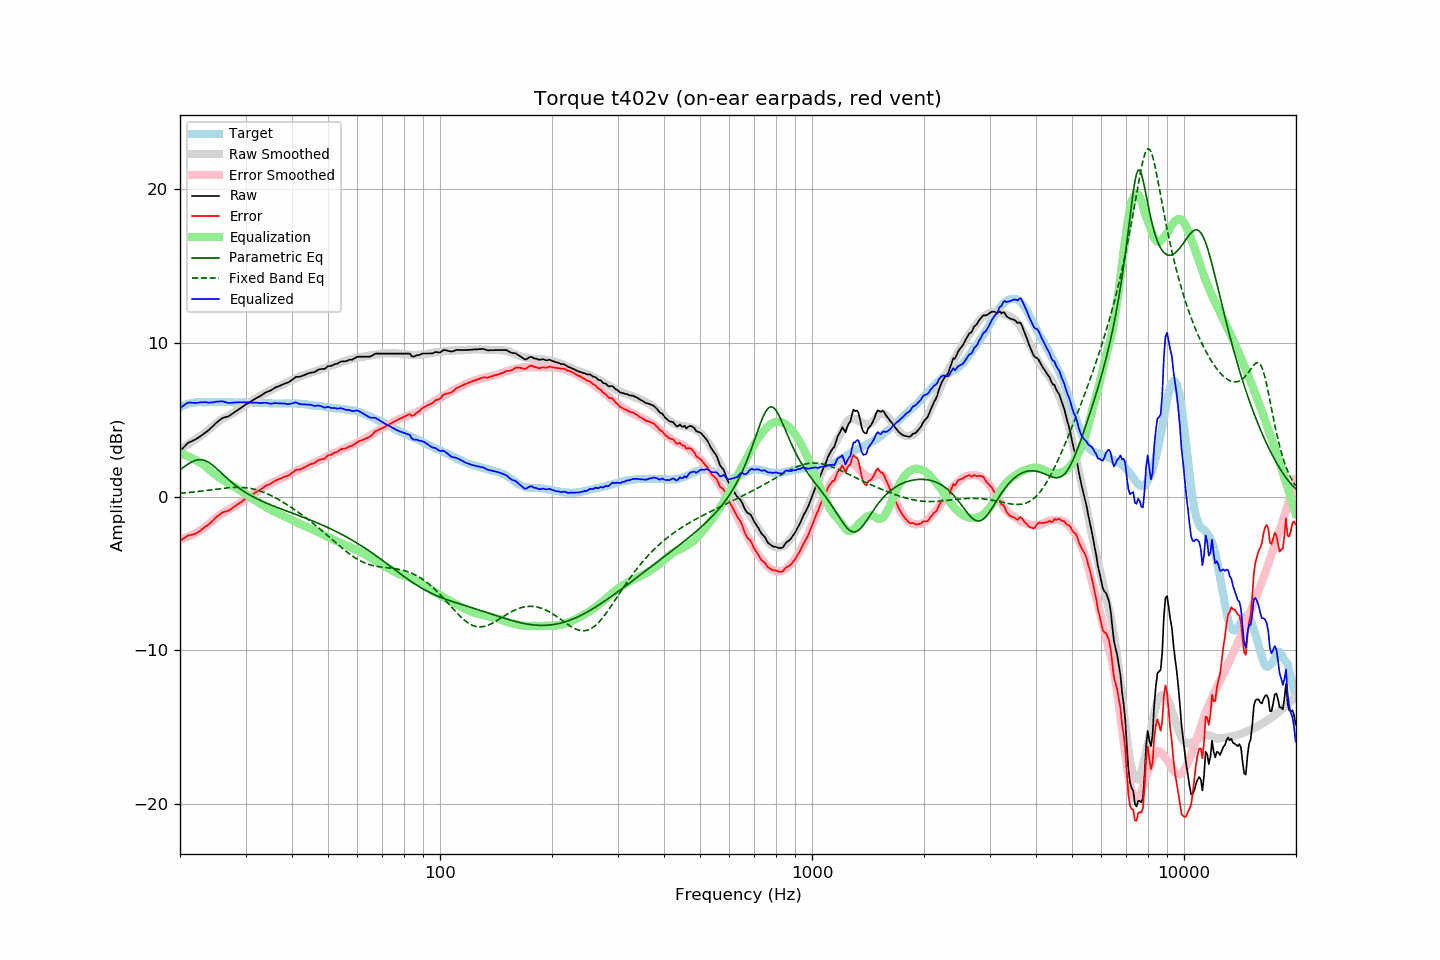 Torque t402v (on-ear earpads, red vent)
Target
Raw Smoothed
Error Smoothed
Raw
Error
Equalization
Parametric Eq
Fixed Band Eq
Equalized
20
10
0
−10
−20
Amplitude (dBr)
100
1000
10000
Frequency (Hz)